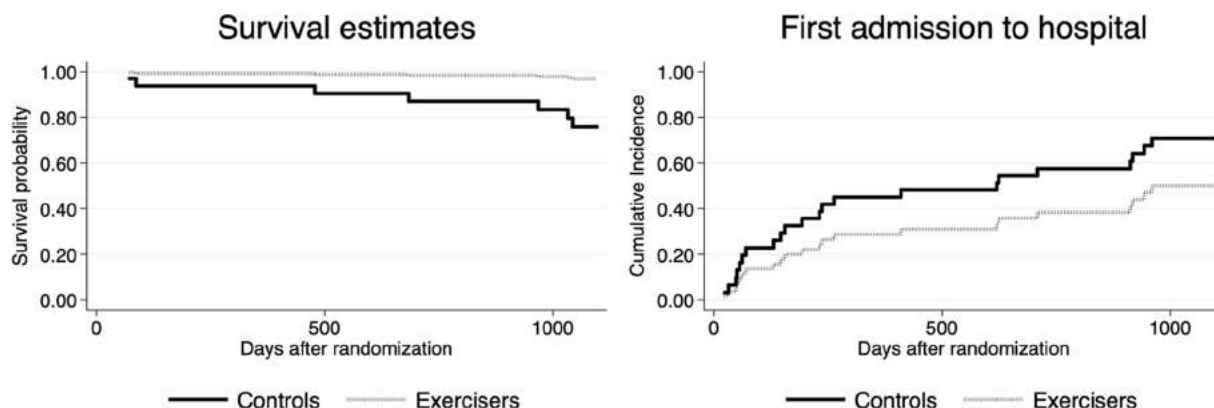 Survival estimates
1.00
0.80
0.60
0.40
0.20
0.00
Survival probability
0
500
1000
Days after randomization
Controls
Exercisers
First admission to hospital
1.00
0.80
0.60
0.40
0.20
0.00
Cumulative Incidence
0
500
1000
Days after randomization
Controls
Exercisers